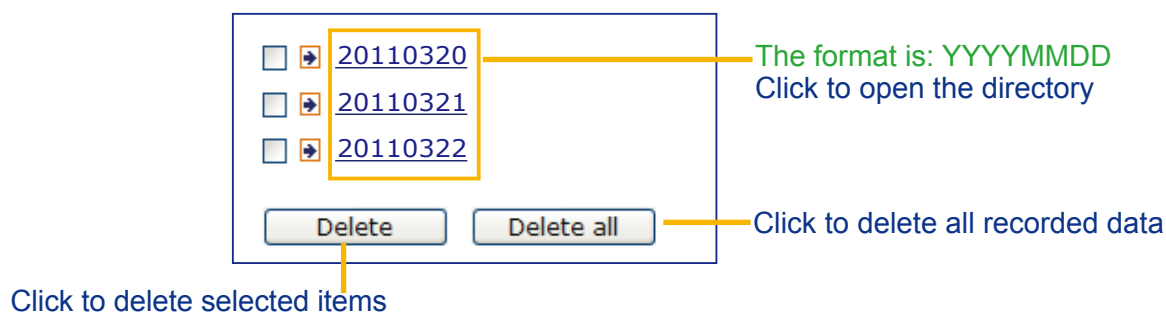 20110320
The format is: YYYYMMDD
Click to open the directory
20110321
20110322
Delete
Delete all
Click to delete all recorded data
Click to delete selected items